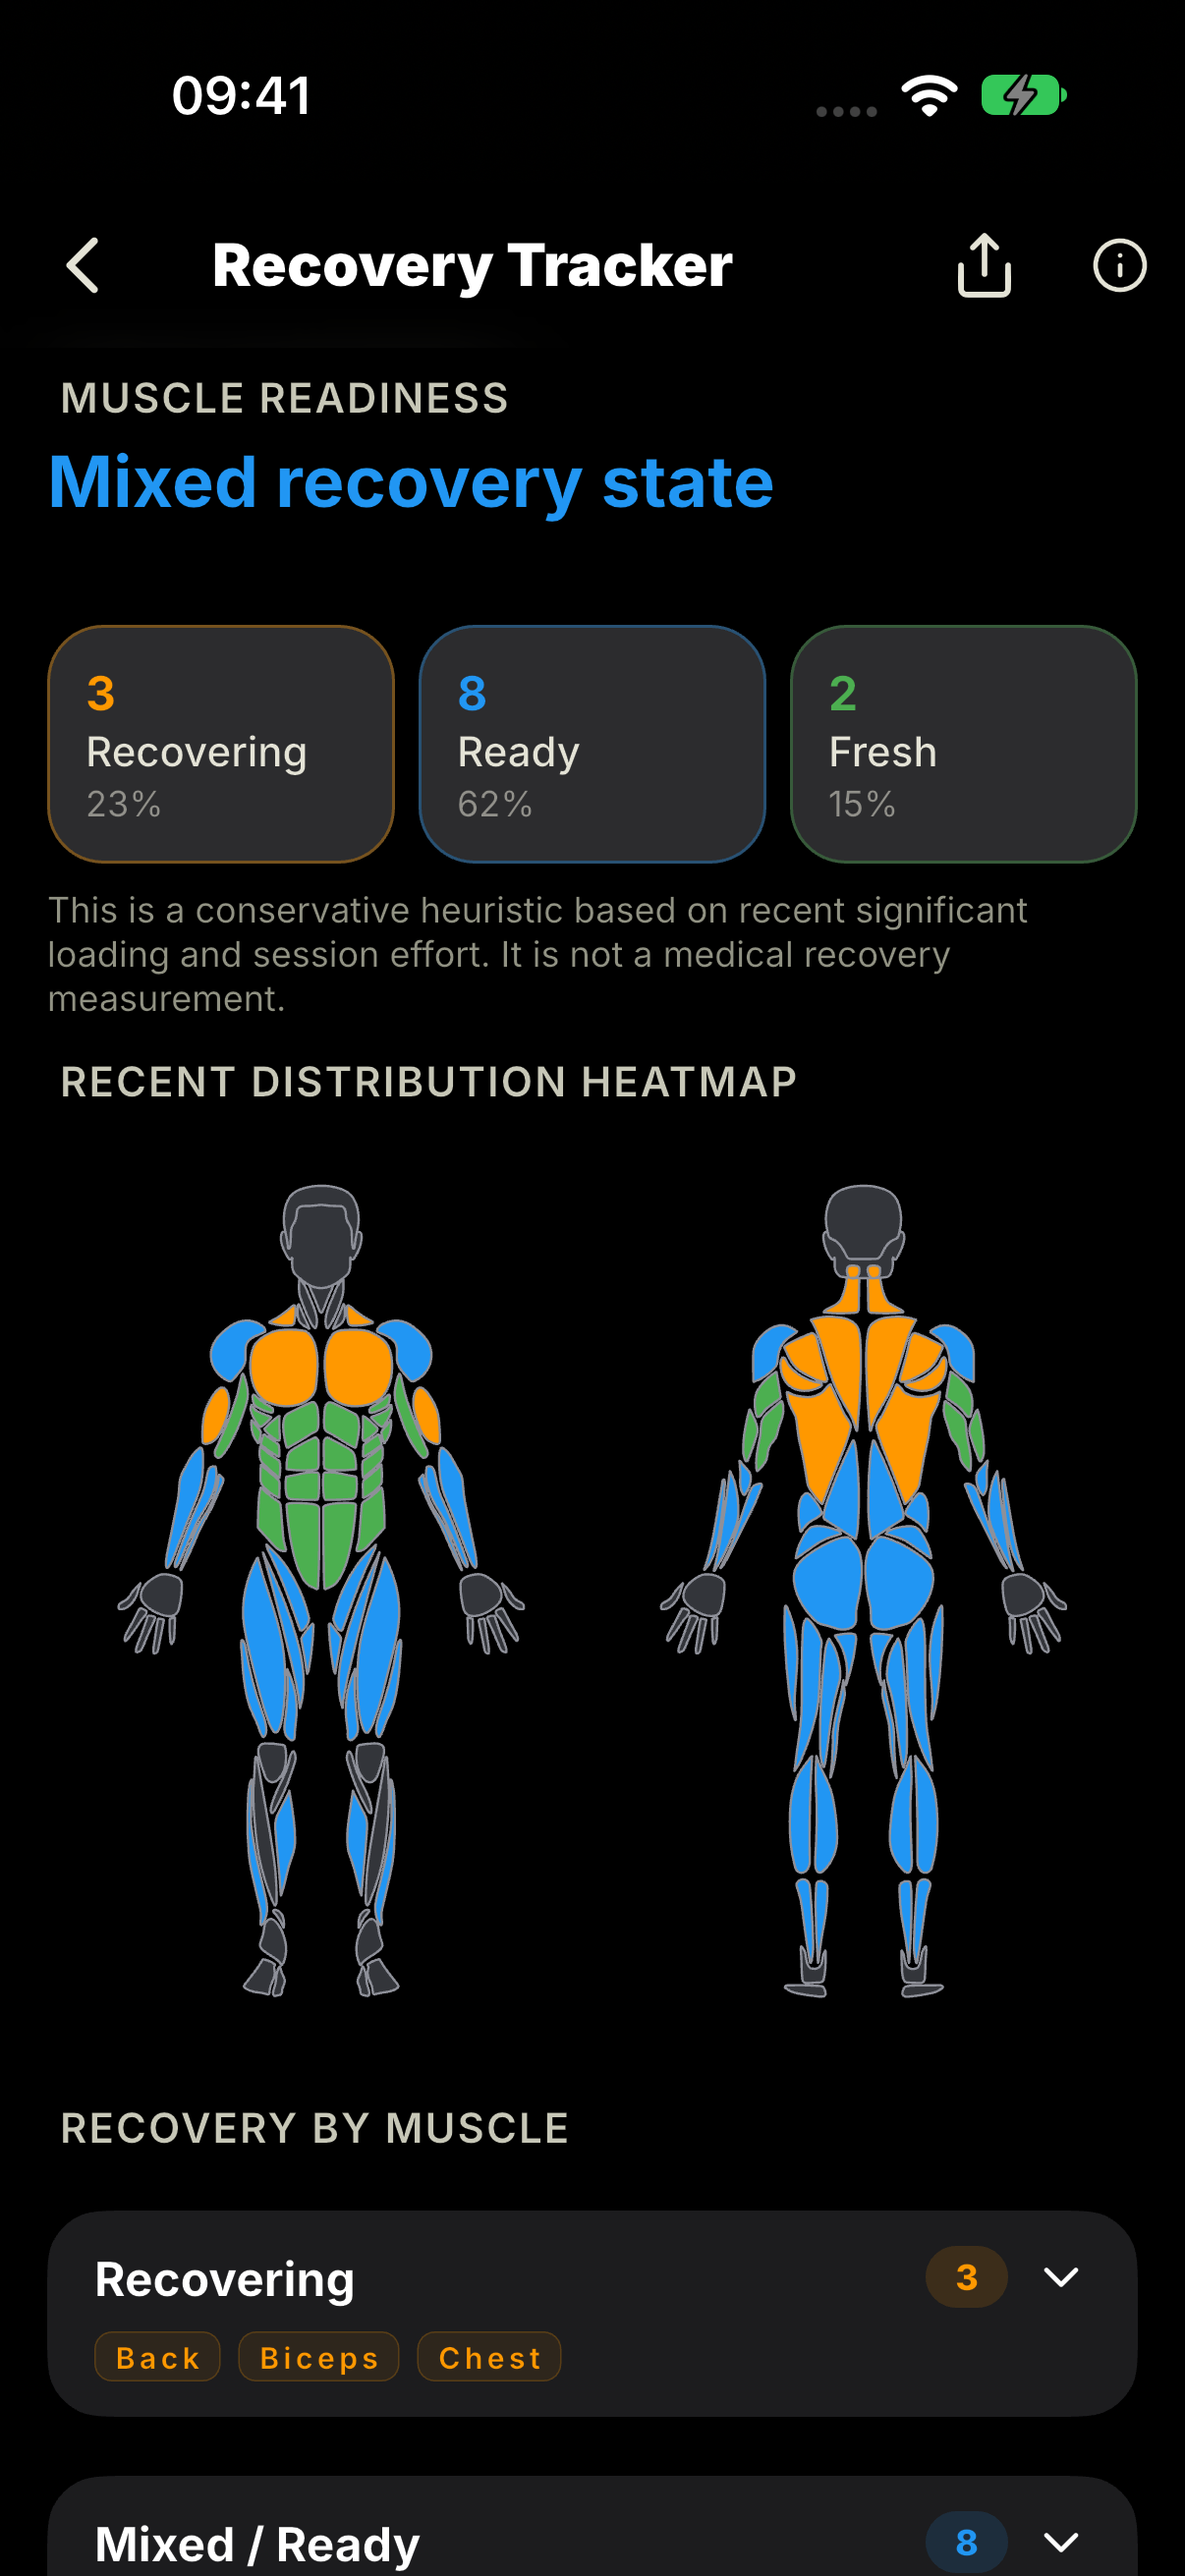 09:41
Recovery Tracker
MUSCLE READINESS
Mixed recovery state
3
Recovering
23%
8
Ready
62%
2
Fresh
15%
This is a conservative heuristic based on recent significant
loading and session effort. It is not a medical recovery
measurement.
RECENT DISTRIBUTION HEATMAP
RECOVERY BY MUSCLE
Recovering
3
Back
Biceps
Chest
Mixed / Ready
8